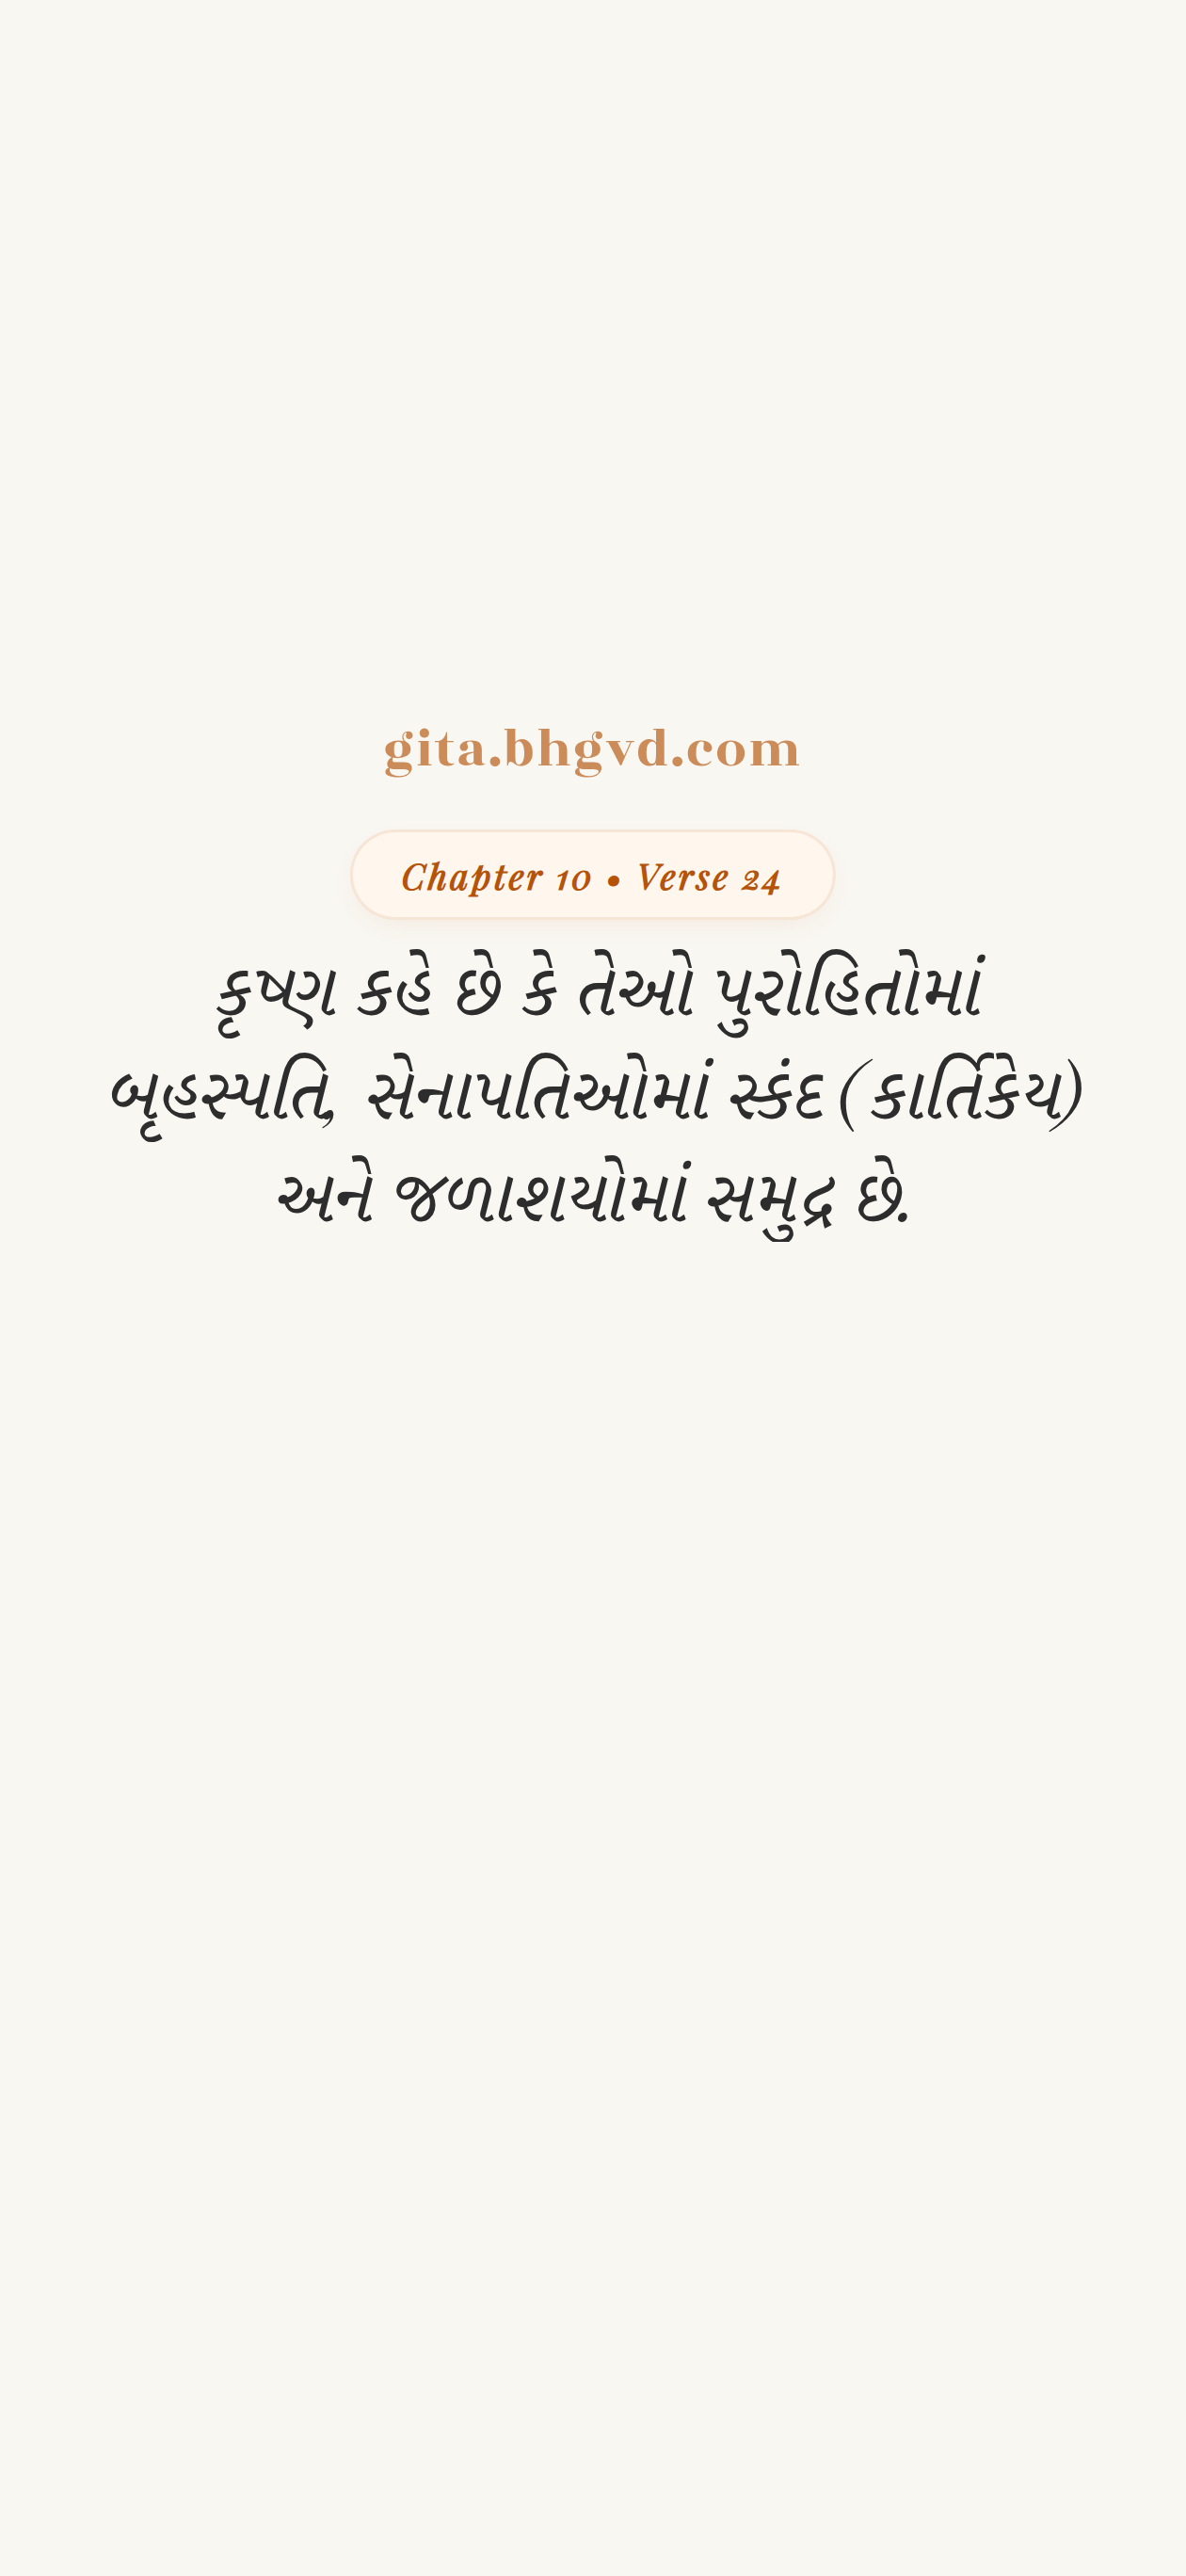 gita.bhgvd.com
Chapter 10 • Verse 24
કૃષ્ણ કહે છે કે તેઓ પુરોહિતોમાં
બૃહસ્પતિ, સેનાપતિઓમાં સ્કંદ (કાર્તિકેય)
અને જળાશયોમાં સમુદ્ર છે.